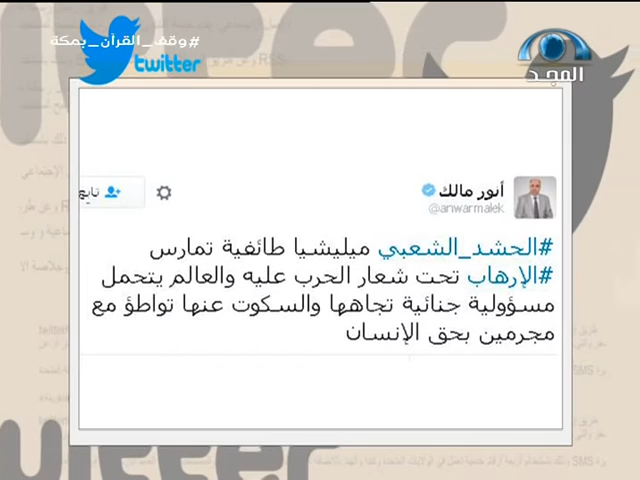 #وقف_القرآن_بمكة
twitter
المجد
أنور مالك
@anwarmalek
تابع
#الحشد_الشعبي ميليشيا طائفية تمارس
#الإرهاب تحت شعار الحرب عليه والعالم يتحمل
مسؤولية جنائية تجاهها والسكوت عنها تواطؤ مع
مجرمين بحق الإنسان